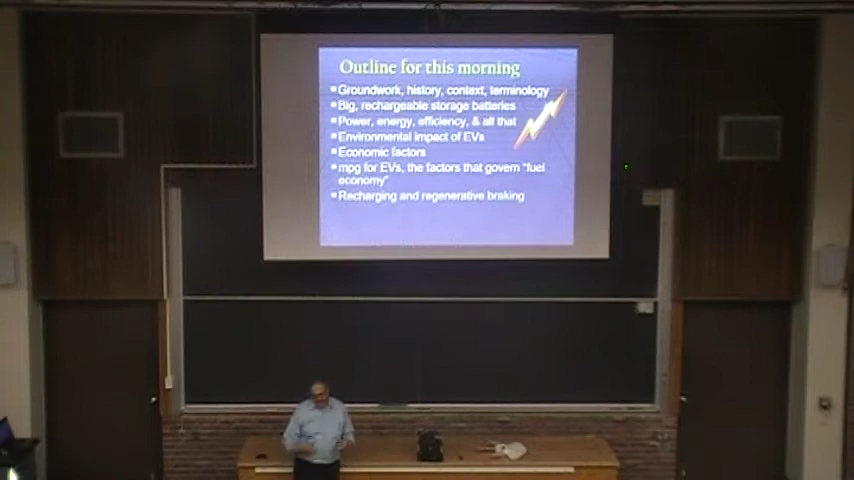 Outline for this morning
Groundwork, history, context, terminology
Big, rechargeable storage batteries
Power, energy, efficiency, & all that
Environmental impact of EVs
Economic factors
mpg for EVs, the factors that govern "fuel
economy"
Recharging and regenerative braking